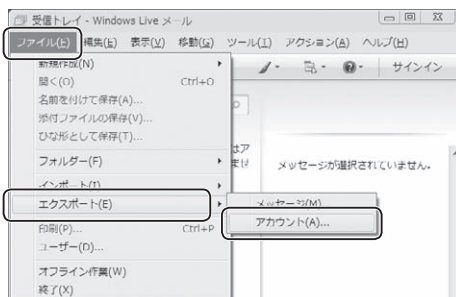 受信トレイ - Windows Live メール
ファイル(F) 編集(E) 表示(V) 移動(G) ツール(T) アクション(A) ヘルプ(H)
新規作成(N)
サインイン
開く(O) Ctrl+O
名前を付けて保存(A)...
添付ファイルの保存(V)...
ひな形として保存(T)...
フォルダー(F)
メッセージが選択されていません。
インポート(I)
エクスポート(E)
メッセージ(M)...
アカウント(A)...
印刷(P)... Ctrl+P
ユーザー(D)...
オフライン作業(W)
終了(X)